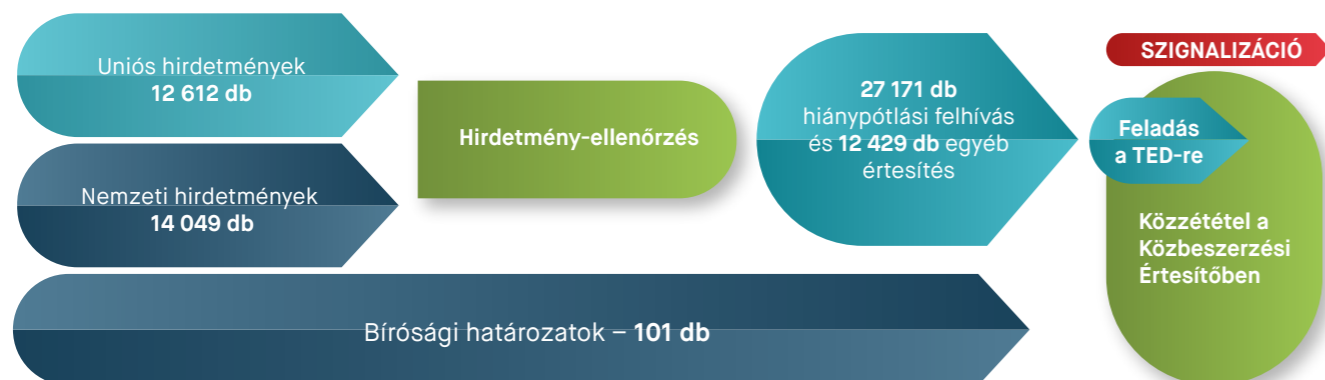 Uniós hirdetmények
12 612 db
Nemzeti hirdetmények
14 049 db
Hirdetmény-ellenőrzés
27 171 db
hiánypótlási felhívás
és 12 429 db egyéb
értesítés
SZIGNALIZÁCIÓ
Feladás
a TED-re
Közzététel a
Közbeszerzési
Értesítőben
Bírósági határozatok – 101 db